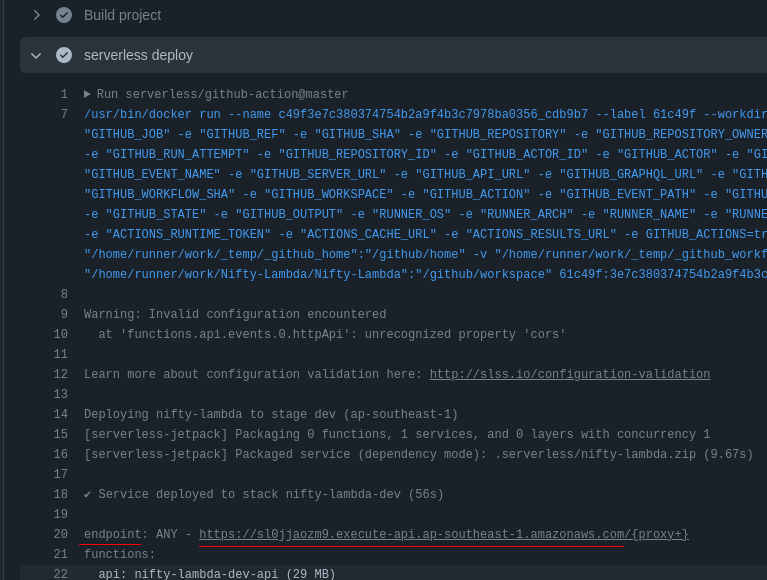 Build project
serverless deploy
1 Run serverless/github-action@master
7 /usr/bin/docker run --name c49f3e7c380374754b2a9f4b3c7978ba0356_cdb9b7 --label 61c49f --workdir
"GITHUB_JOB" -e "GITHUB_REF" -e "GITHUB_SHA" -e "GITHUB_REPOSITORY" -e "GITHUB_REPOSITORY_OWNER
-e "GITHUB_RUN_ATTEMPT" -e "GITHUB_REPOSITORY_ID" -e "GITHUB_ACTOR_ID" -e "GITHUB_ACTOR" -e "GI
"GITHUB_EVENT_NAME" -e "GITHUB_SERVER_URL" -e "GITHUB_API_URL" -e "GITHUB_GRAPHQL_URL" -e "GITH
"GITHUB_WORKFLOW_SHA" -e "GITHUB_WORKSPACE" -e "GITHUB_ACTION" -e "GITHUB_EVENT_PATH" -e "GITHU
-e "GITHUB_STATE" -e "GITHUB_OUTPUT" -e "RUNNER_OS" -e "RUNNER_ARCH" -e "RUNNER_NAME" -e "RUNNE
-e "ACTIONS_RUNTIME_TOKEN" -e "ACTIONS_CACHE_URL" -e "ACTIONS_RESULTS_URL" -e GITHUB_ACTIONS=tr
"/home/runner/work/_temp/_github_home":"/github/home" -v "/home/runner/work/_temp/_github_workf
"/home/runner/work/Nifty-Lambda/Nifty-Lambda":"/github/workspace" 61c49f:3e7c380374754b2a9f4b3c
8
9 Warning: Invalid configuration encountered
10 at 'functions.api.events.0.httpApi': unrecognized property 'cors'
11
12 Learn more about configuration validation here: http://slss.io/configuration-validation
13
14 Deploying nifty-lambda to stage dev (ap-southeast-1)
15 [serverless-jetpack] Packaging 0 functions, 1 services, and 0 layers with concurrency 1
16 [serverless-jetpack] Packaged service (dependency mode): .serverless/nifty-lambda.zip (9.67s)
17
18 ✔ Service deployed to stack nifty-lambda-dev (56s)
19
20 endpoint: ANY - https://sl0jjaozm9.execute-api.ap-southeast-1.amazonaws.com/{proxy+}
21 functions:
22 api: nifty-lambda-dev-api (29 MB)